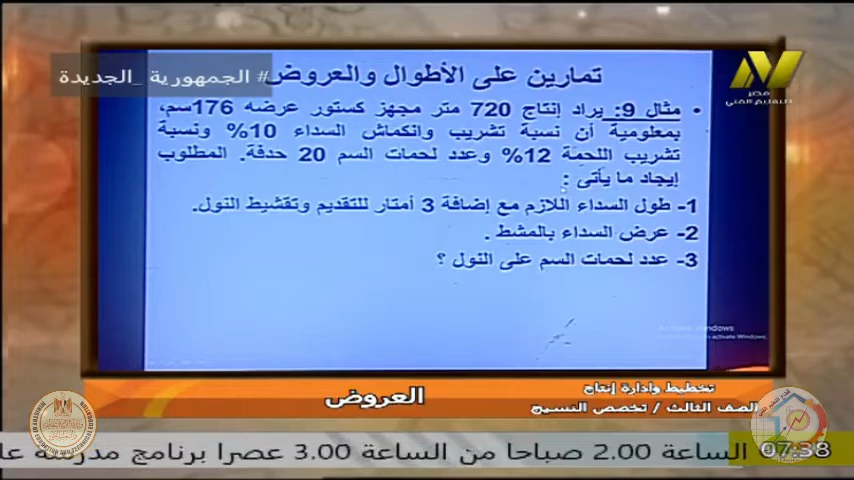 # الجمهورية _الجديدة
مصر
التعليم الفني
تمارين على الأطوال والعروض
• مثال 9: يراد إنتاج 720 متر مجهز كستور عرضه 176سم،
بمعلومية أن نسبة تشريب وانكماش السداء 10% ونسبة
تشريب اللحمة 12% وعدد لحمات السم 20 حدفة. المطلوب
إيجاد ما يأتى :
1- طول السداء اللازم مع إضافة 3 أمتار للتقديم وتقشيط النول.
2- عرض السداء بالمشط .
3- عدد لحمات السم على النول ؟
تخطيط وإدارة إنتاج
الصف الثالث / تخصص النسيج
العروض
الساعة 2.00 صباحا من الساعة 3.00 عصرا برنامج مدرسة
07:38